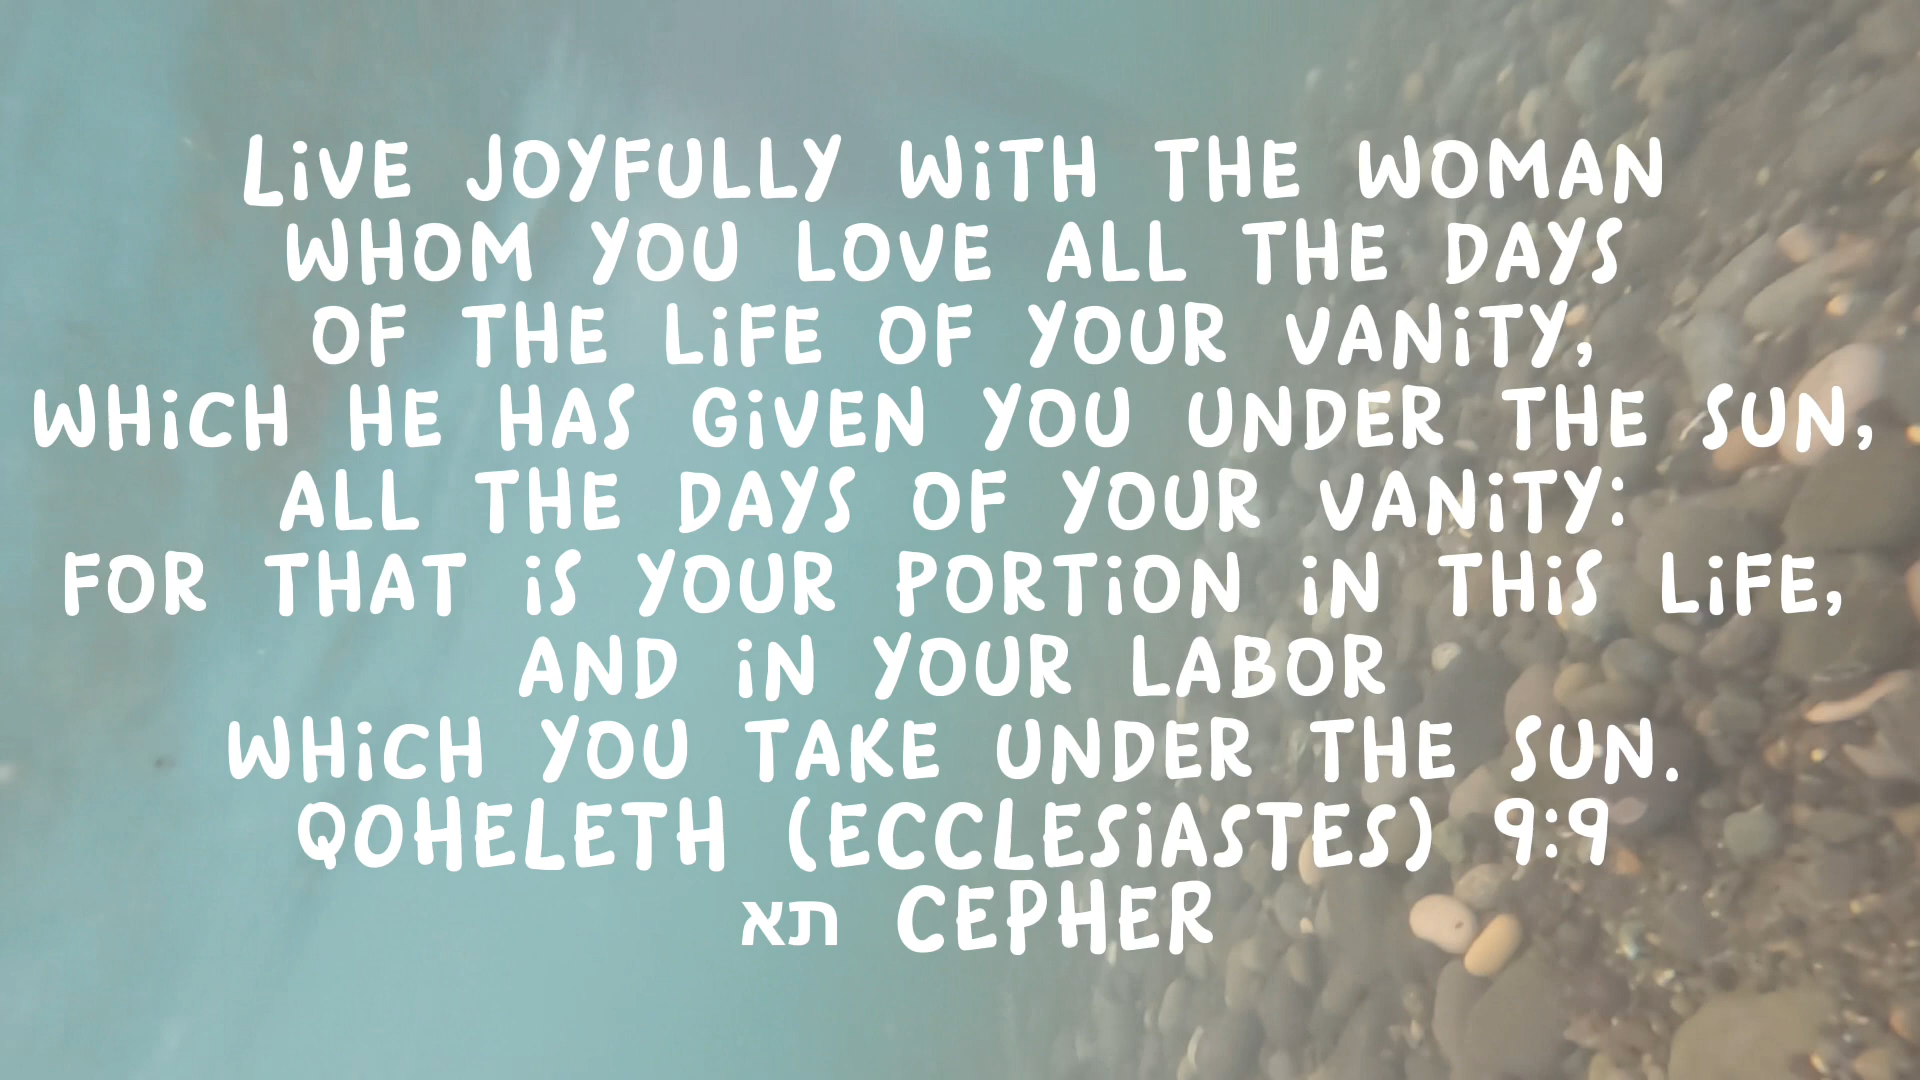 LiVE JOYFULLY WiTH THE WOMAN
WHOM YOU LOVE ALL THE DAYS
OF THE LiFE OF YOUR VANiTY,
WHiCH HE HAS GiVEN YOU UNDER THE SUN,
ALL THE DAYS OF YOUR VANiTY:
FOR THAT iS YOUR PORTiON iN THiS LiFE,
AND iN YOUR LABOR
WHiCH YOU TAKE UNDER THE SUN.
QOHELETH (ECCLESiASTES) 9:9
תא CEPHER